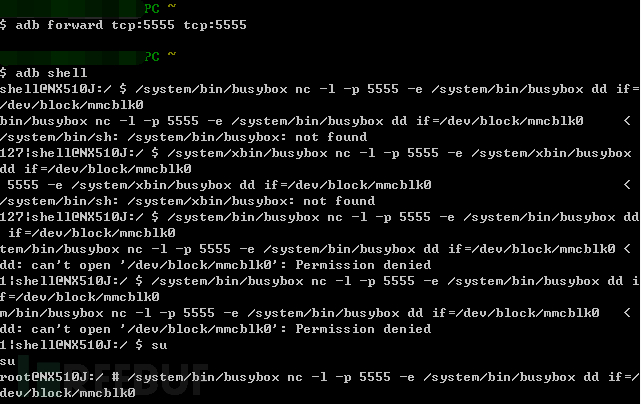 PC ~
$ adb forward tcp:5555 tcp:5555
PC ~
$ adb shell
shell@NX510J:/ $ /system/bin/busybox nc -l -p 5555 -e /system/bin/busybox dd if=
/dev/block/mmcblk0
bin/busybox nc -l -p 5555 -e /system/bin/busybox dd if=/dev/block/mmcblk0     <
/system/bin/sh: /system/bin/busybox: not found
127|shell@NX510J:/ $ /system/xbin/busybox nc -l -p 5555 -e /system/xbin/busybox
dd if=/dev/block/mmcblk0
 5555 -e /system/xbin/busybox dd if=/dev/block/mmcblk0                        <
/system/bin/sh: /system/xbin/busybox: not found
127|shell@NX510J:/ $ /system/bin/busybox nc -l -p 5555 -e /system/bin/busybox dd
 if=/dev/block/mmcblk0
tem/bin/busybox nc -l -p 5555 -e /system/bin/busybox dd if=/dev/block/mmcblk0 <
dd: can't open '/dev/block/mmcblk0': Permission denied
1|shell@NX510J:/ $ /system/bin/busybox nc -l -p 5555 -e /system/bin/busybox dd i
f=/dev/block/mmcblk0
m/bin/busybox nc -l -p 5555 -e /system/bin/busybox dd if=/dev/block/mmcblk0   <
dd: can't open '/dev/block/mmcblk0': Permission denied
1|shell@NX510J:/ $ su
su
root@NX510J:/ # /system/bin/busybox nc -l -p 5555 -e /system/bin/busybox dd if=/
dev/block/mmcblk0